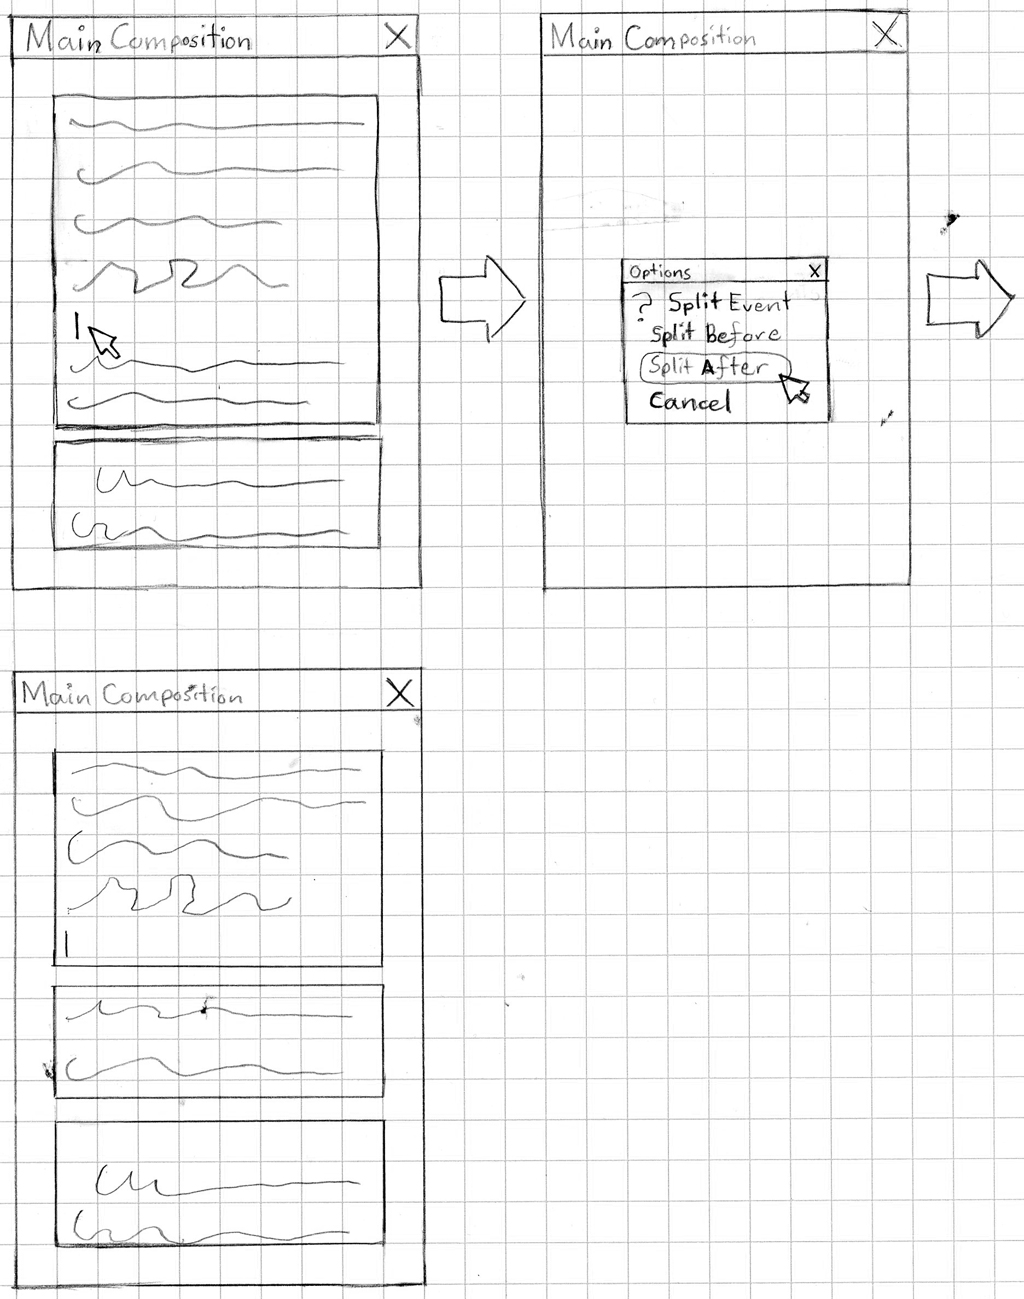 Main Composition X
Main Composition X
Options X
? Split Event
Split Before
Split After
Cancel
Main Composition X